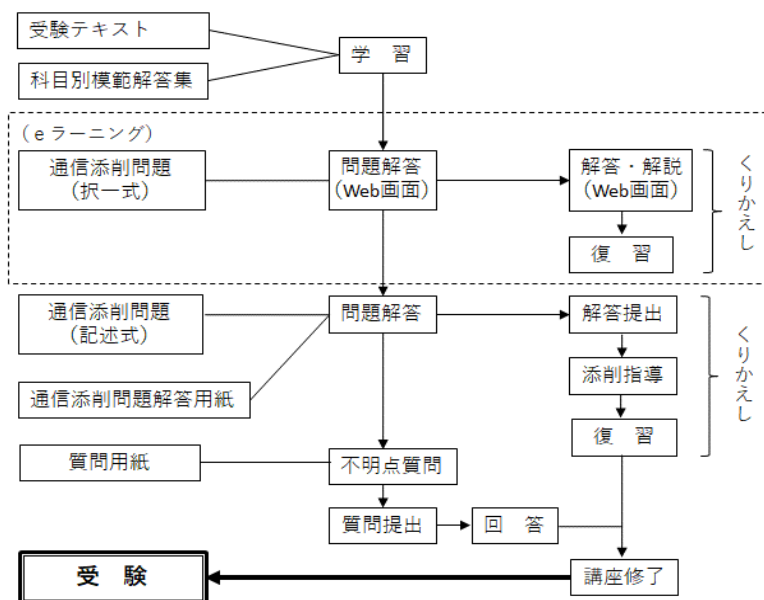 受験テキスト
学　習
科目別模範解答集
（ｅラーニング）
通信添削問題
（択一式）
問題解答
（Web画面）
解答・解説
（Web画面）
くりかえし
復　習
通信添削問題
（記述式）
問題解答
解答提出
くりかえし
添削指導
通信添削問題解答用紙
復　習
質問用紙
不明点質問
質問提出
回　答
受　験
講座修了